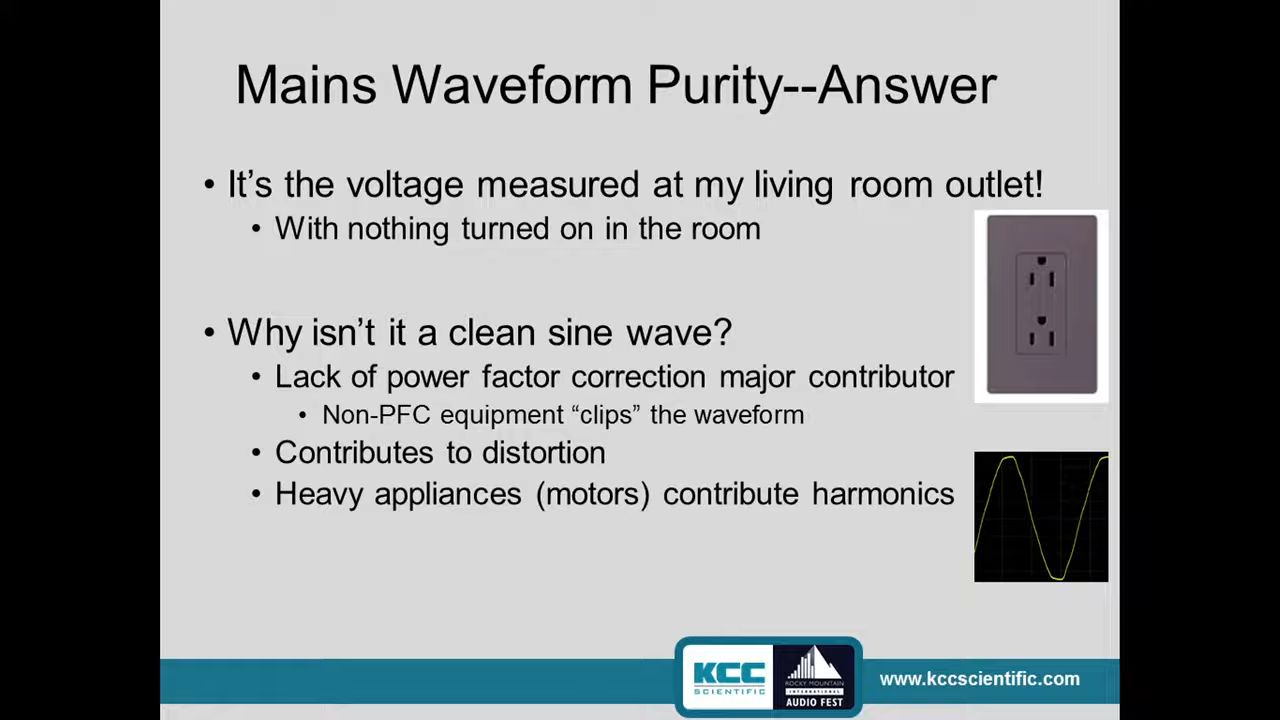 Mains Waveform Purity--Answer
• It's the voltage measured at my living room outlet!
• With nothing turned on in the room
• Why isn't it a clean sine wave?
• Lack of power factor correction major contributor
• Non-PFC equipment “clips” the waveform
• Contributes to distortion
• Heavy appliances (motors) contribute harmonics
KCC
SCIENTIFIC
ROCKY MOUNTAIN
INTERNATIONAL
AUDIO FEST
www.kccscientific.com